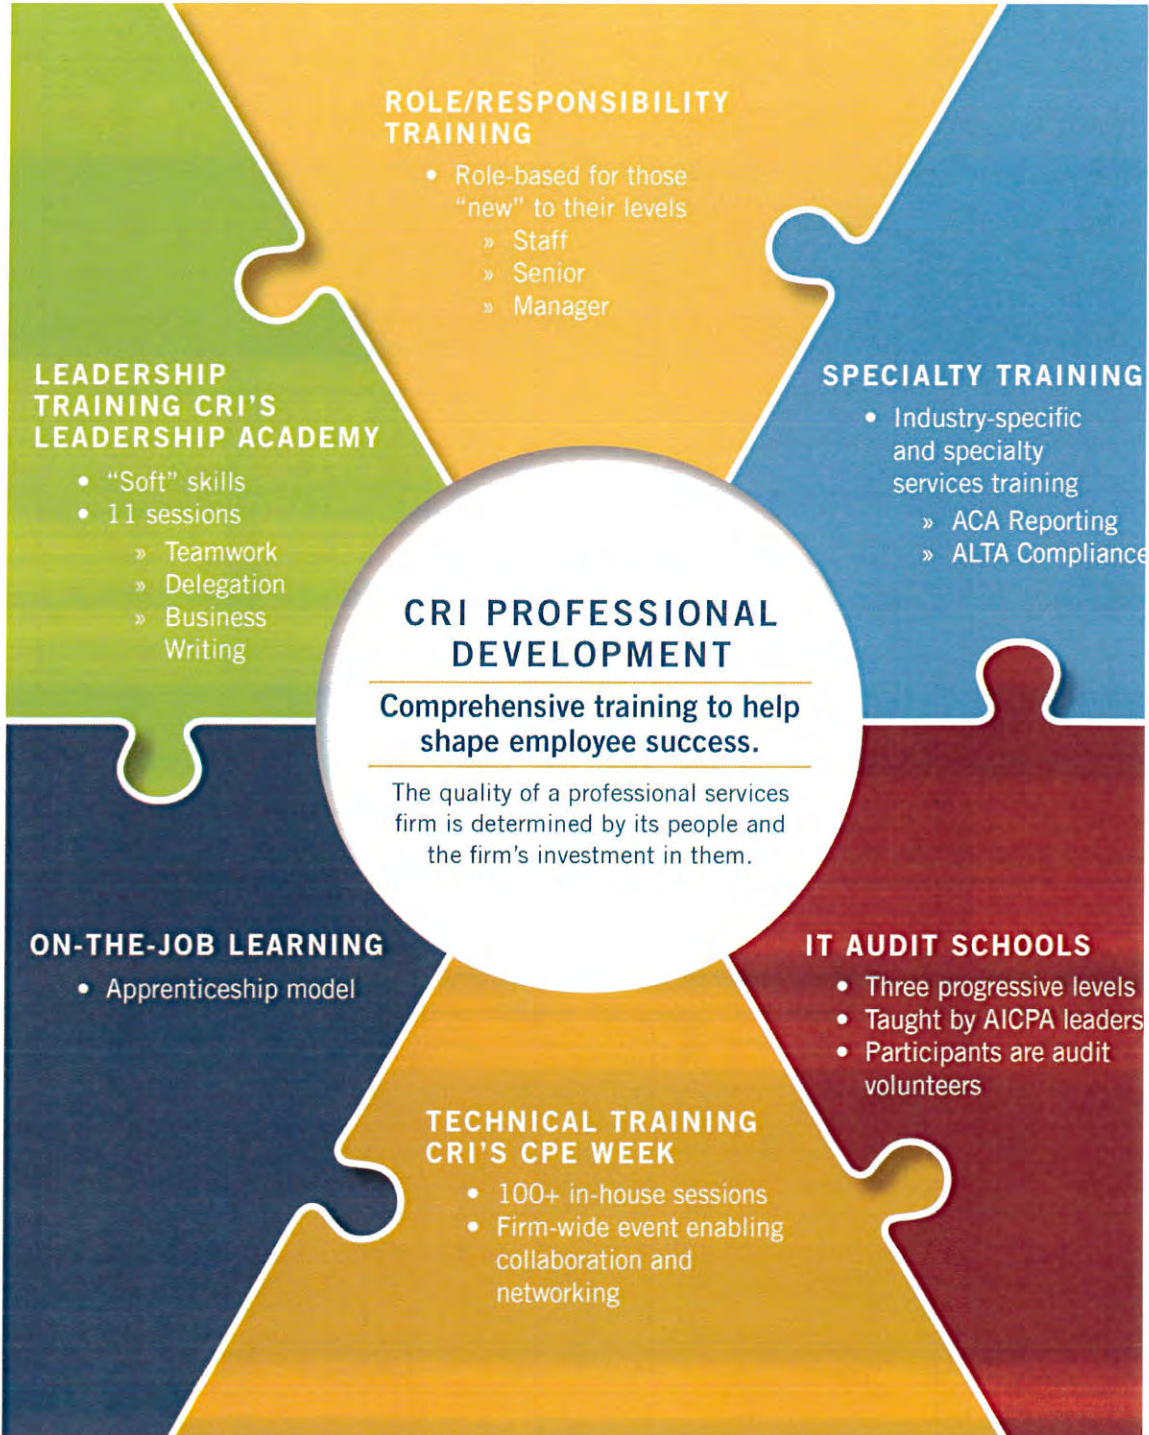 ROLE/RESPONSIBILITY
TRAINING
• Role-based for those
"new" to their levels
» Staff
» Senior
» Manager
LEADERSHIP
TRAINING CRI'S
LEADERSHIP ACADEMY
• "Soft" skills
• 11 sessions
» Teamwork
» Delegation
» Business
Writing
SPECIALTY TRAINING
• Industry-specific
and specialty
services training
» ACA Reporting
» ALTA Compliance
CRI PROFESSIONAL
DEVELOPMENT
Comprehensive training to help
shape employee success.
The quality of a professional services
firm is determined by its people and
the firm's investment in them.
ON-THE-JOB LEARNING
• Apprenticeship model
IT AUDIT SCHOOLS
• Three progressive levels
• Taught by AICPA leaders
• Participants are audit
volunteers
TECHNICAL TRAINING
CRI'S CPE WEEK
• 100+ in-house sessions
• Firm-wide event enabling
collaboration and
networking